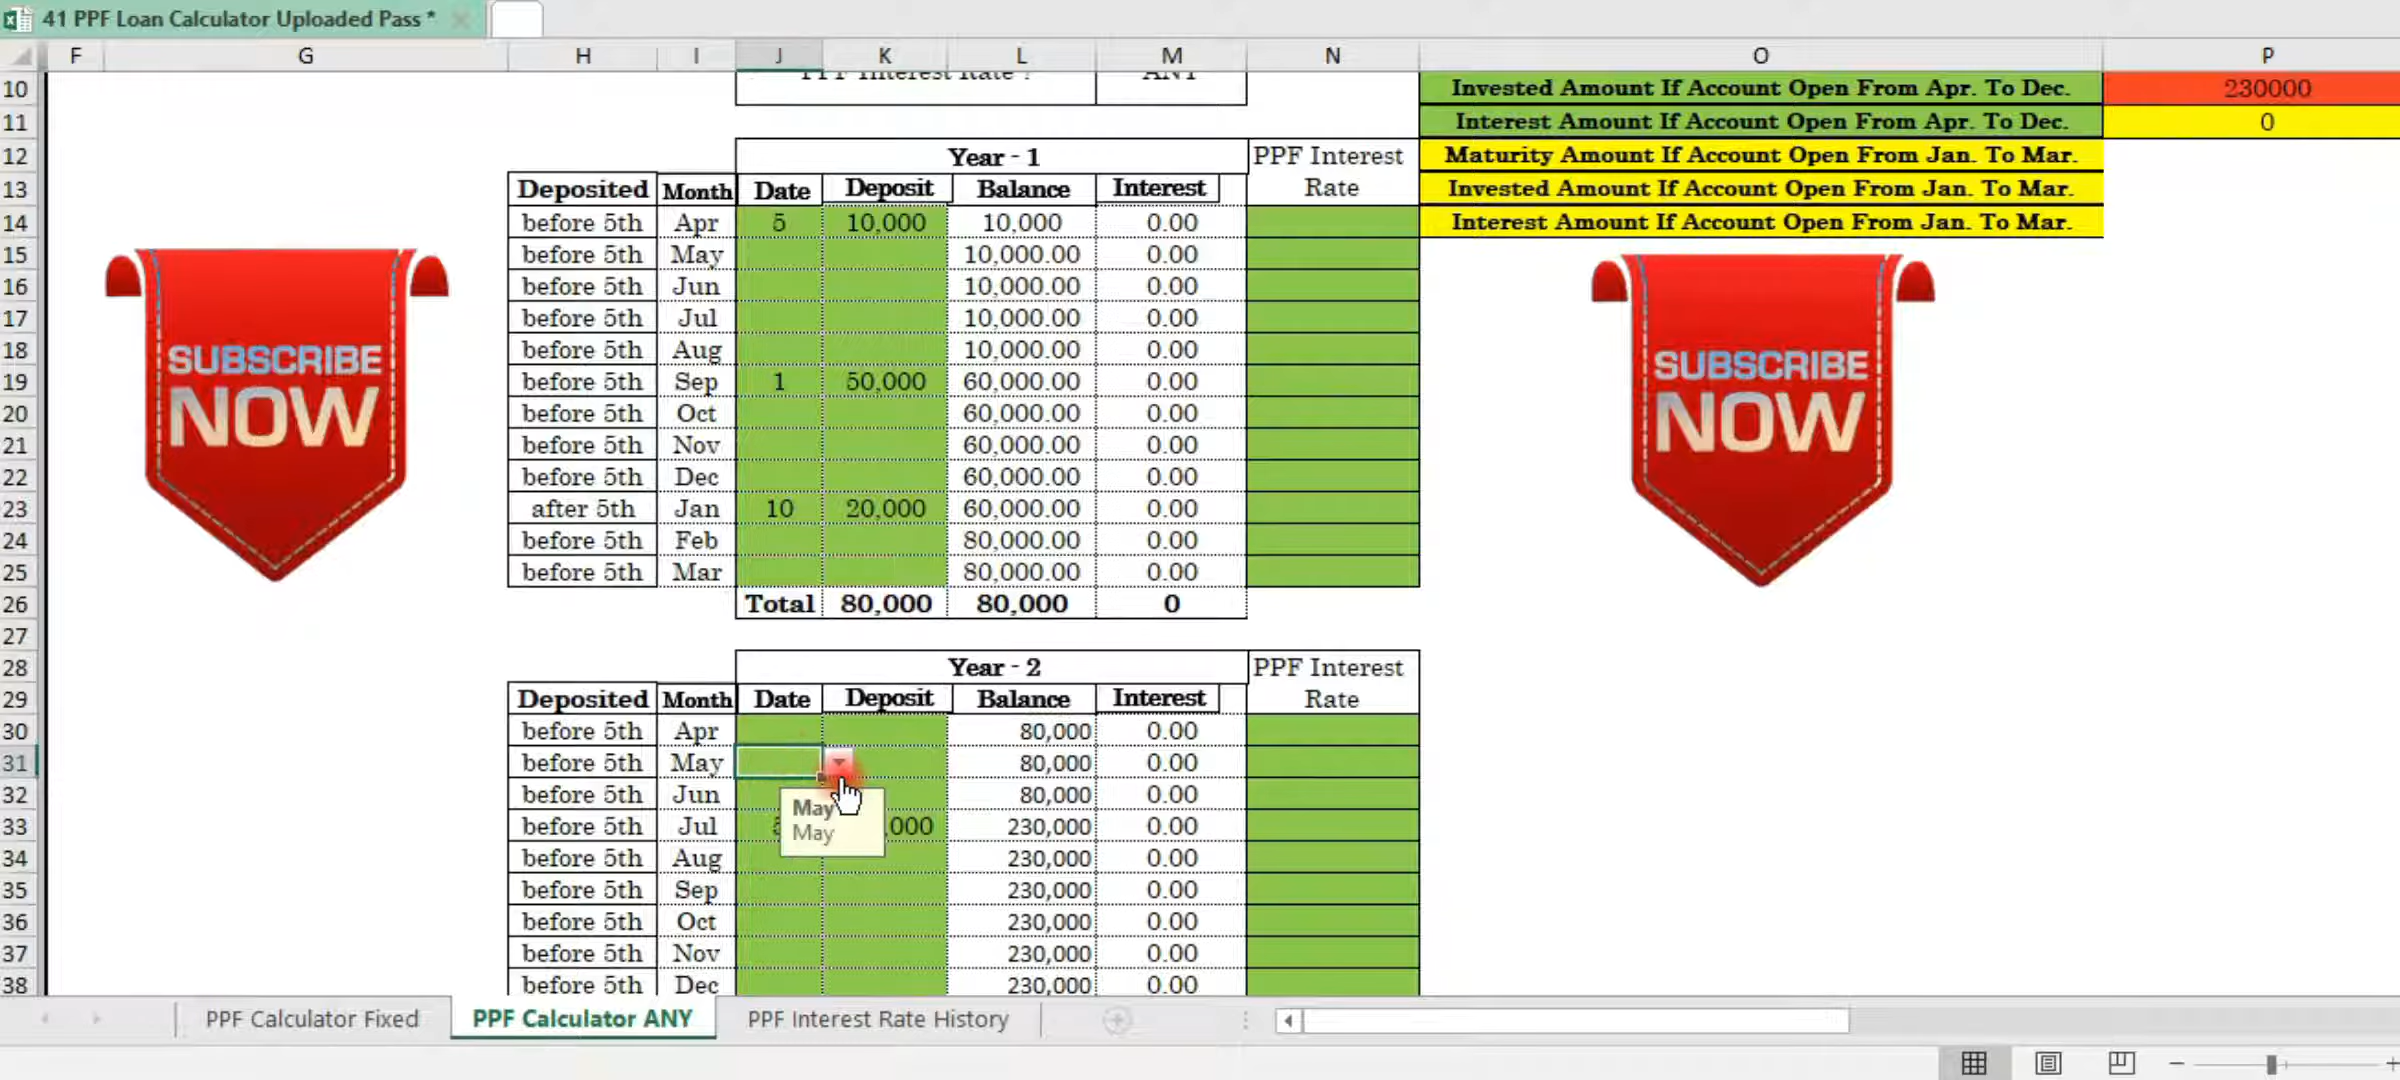 41 PPF Loan Calculator Uploaded Pass *
F G H I J K L M N O P
10 PPF Interest Rate ? ANY Invested Amount If Account Open From Apr. To Dec. 230000
11 Interest Amount If Account Open From Apr. To Dec. 0
12 Year - 1 PPF Interest Maturity Amount If Account Open From Jan. To Mar.
13 Deposited Month Date Deposit Balance Interest Rate Invested Amount If Account Open From Jan. To Mar.
14 before 5th Apr 5 10,000 10,000 0.00 Interest Amount If Account Open From Jan. To Mar.
15 before 5th May 10,000.00 0.00
16 before 5th Jun 10,000.00 0.00
17 before 5th Jul 10,000.00 0.00
18 before 5th Aug 10,000.00 0.00
19 before 5th Sep 1 50,000 60,000.00 0.00
20 before 5th Oct 60,000.00 0.00
21 before 5th Nov 60,000.00 0.00
22 before 5th Dec 60,000.00 0.00
23 after 5th Jan 10 20,000 60,000.00 0.00
24 before 5th Feb 80,000.00 0.00
25 before 5th Mar 80,000.00 0.00
26 Total 80,000 80,000 0
SUBSCRIBE
NOW
SUBSCRIBE
NOW
27
28 Year - 2 PPF Interest
29 Deposited Month Date Deposit Balance Interest Rate
30 before 5th Apr 80,000 0.00
31 before 5th May 80,000 0.00
32 before 5th Jun 80,000 0.00
May
May
33 before 5th Jul ,000 230,000 0.00
34 before 5th Aug 230,000 0.00
35 before 5th Sep 230,000 0.00
36 before 5th Oct 230,000 0.00
37 before 5th Nov 230,000 0.00
38 before 5th Dec 230,000 0.00
PPF Calculator Fixed PPF Calculator ANY PPF Interest Rate History